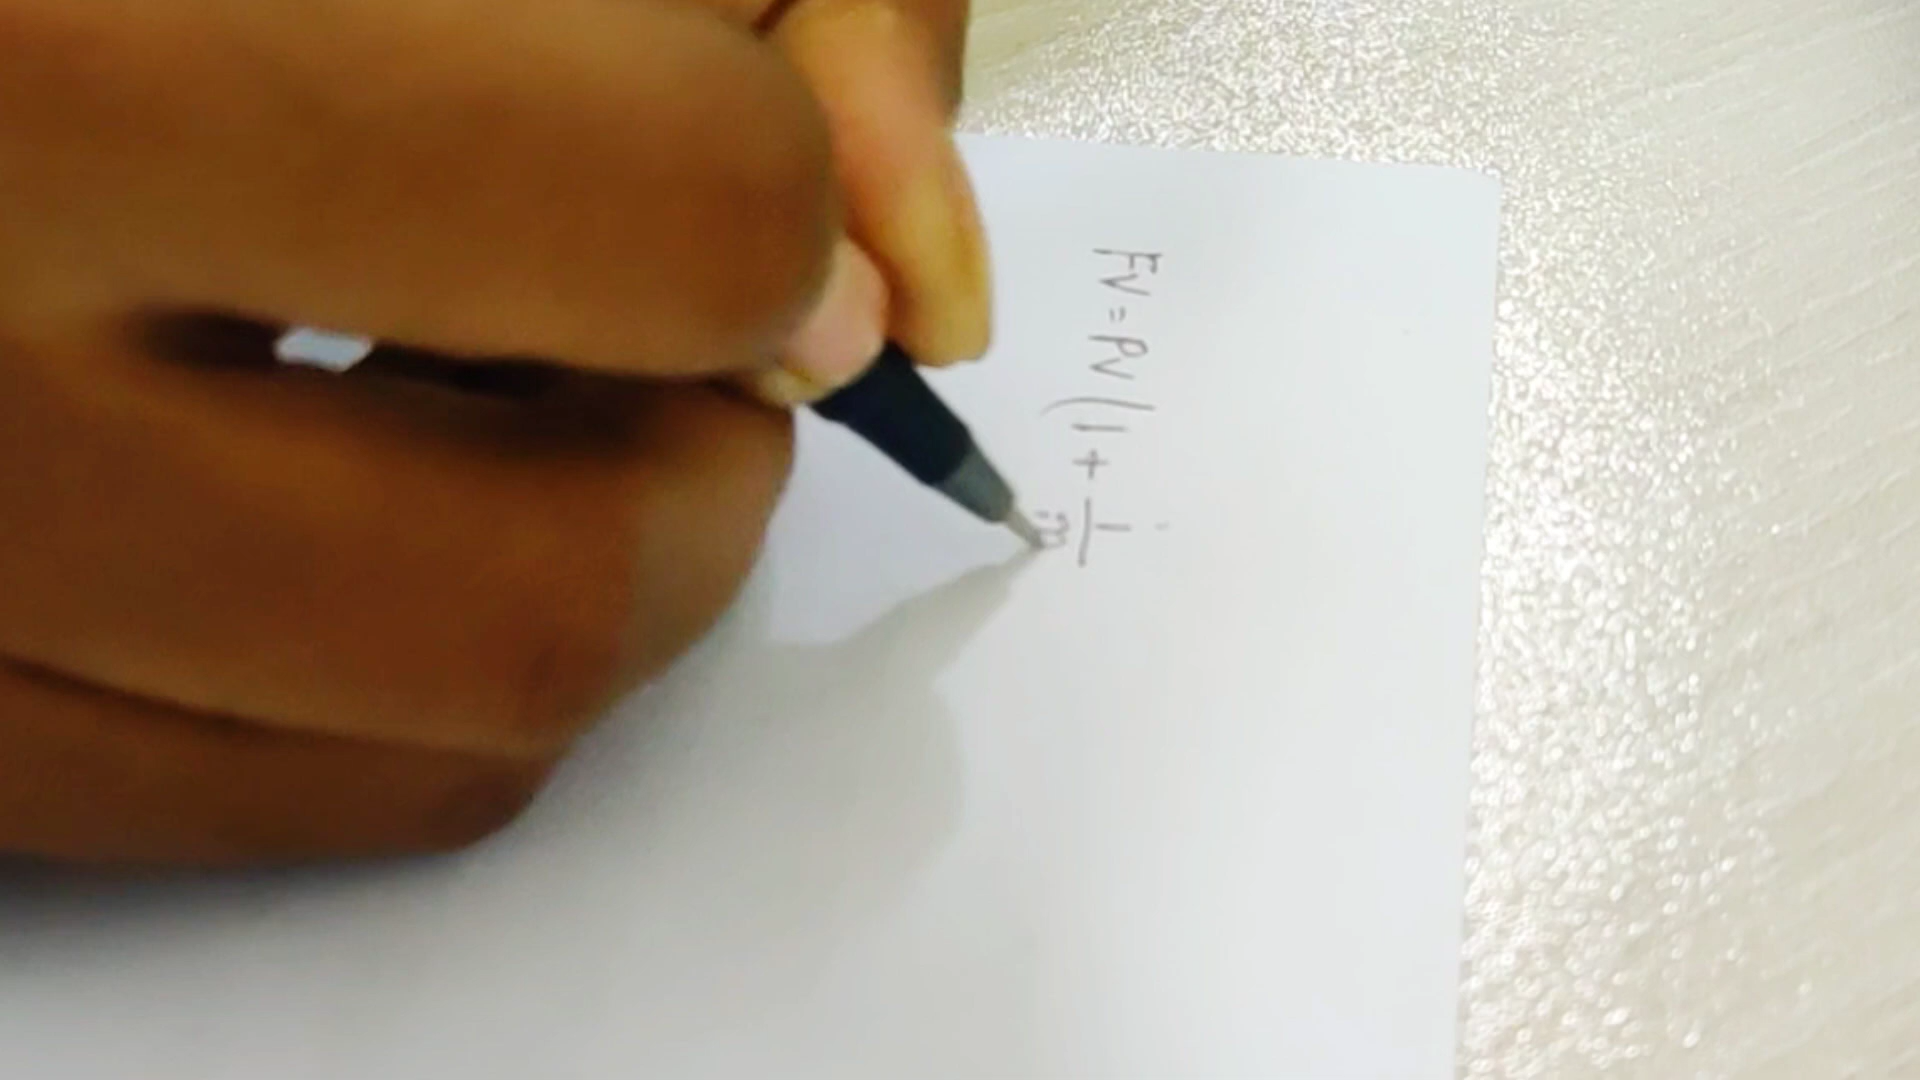 FV = PV (1 + i/m